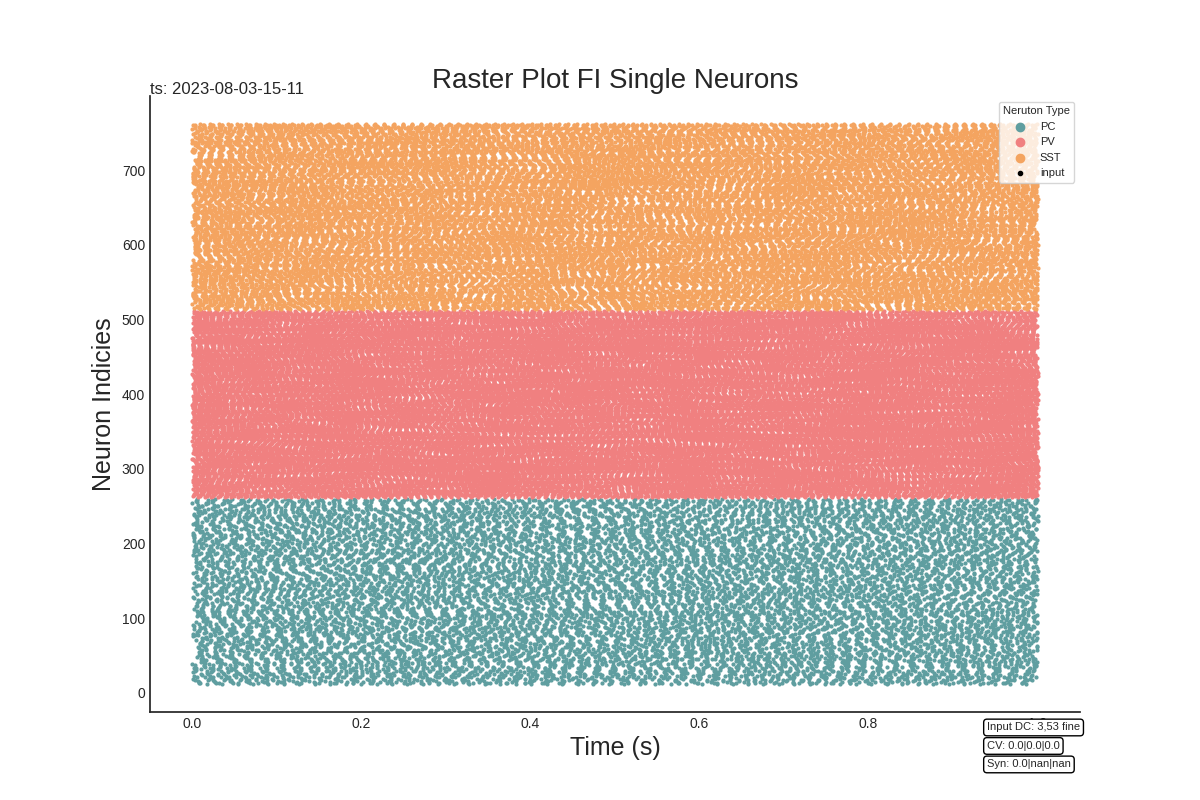 Raster Plot FI Single Neurons
ts: 2023-08-03-15-11
Neruton Type
PC
PV
SST
input
Neuron Indicies
700
600
500
400
300
200
100
0
0.0 0.2 0.4 0.6 0.8
Time (s)
Input DC: 3,53 fine
CV: 0.0|0.0|0.0
Syn: 0.0|nan|nan